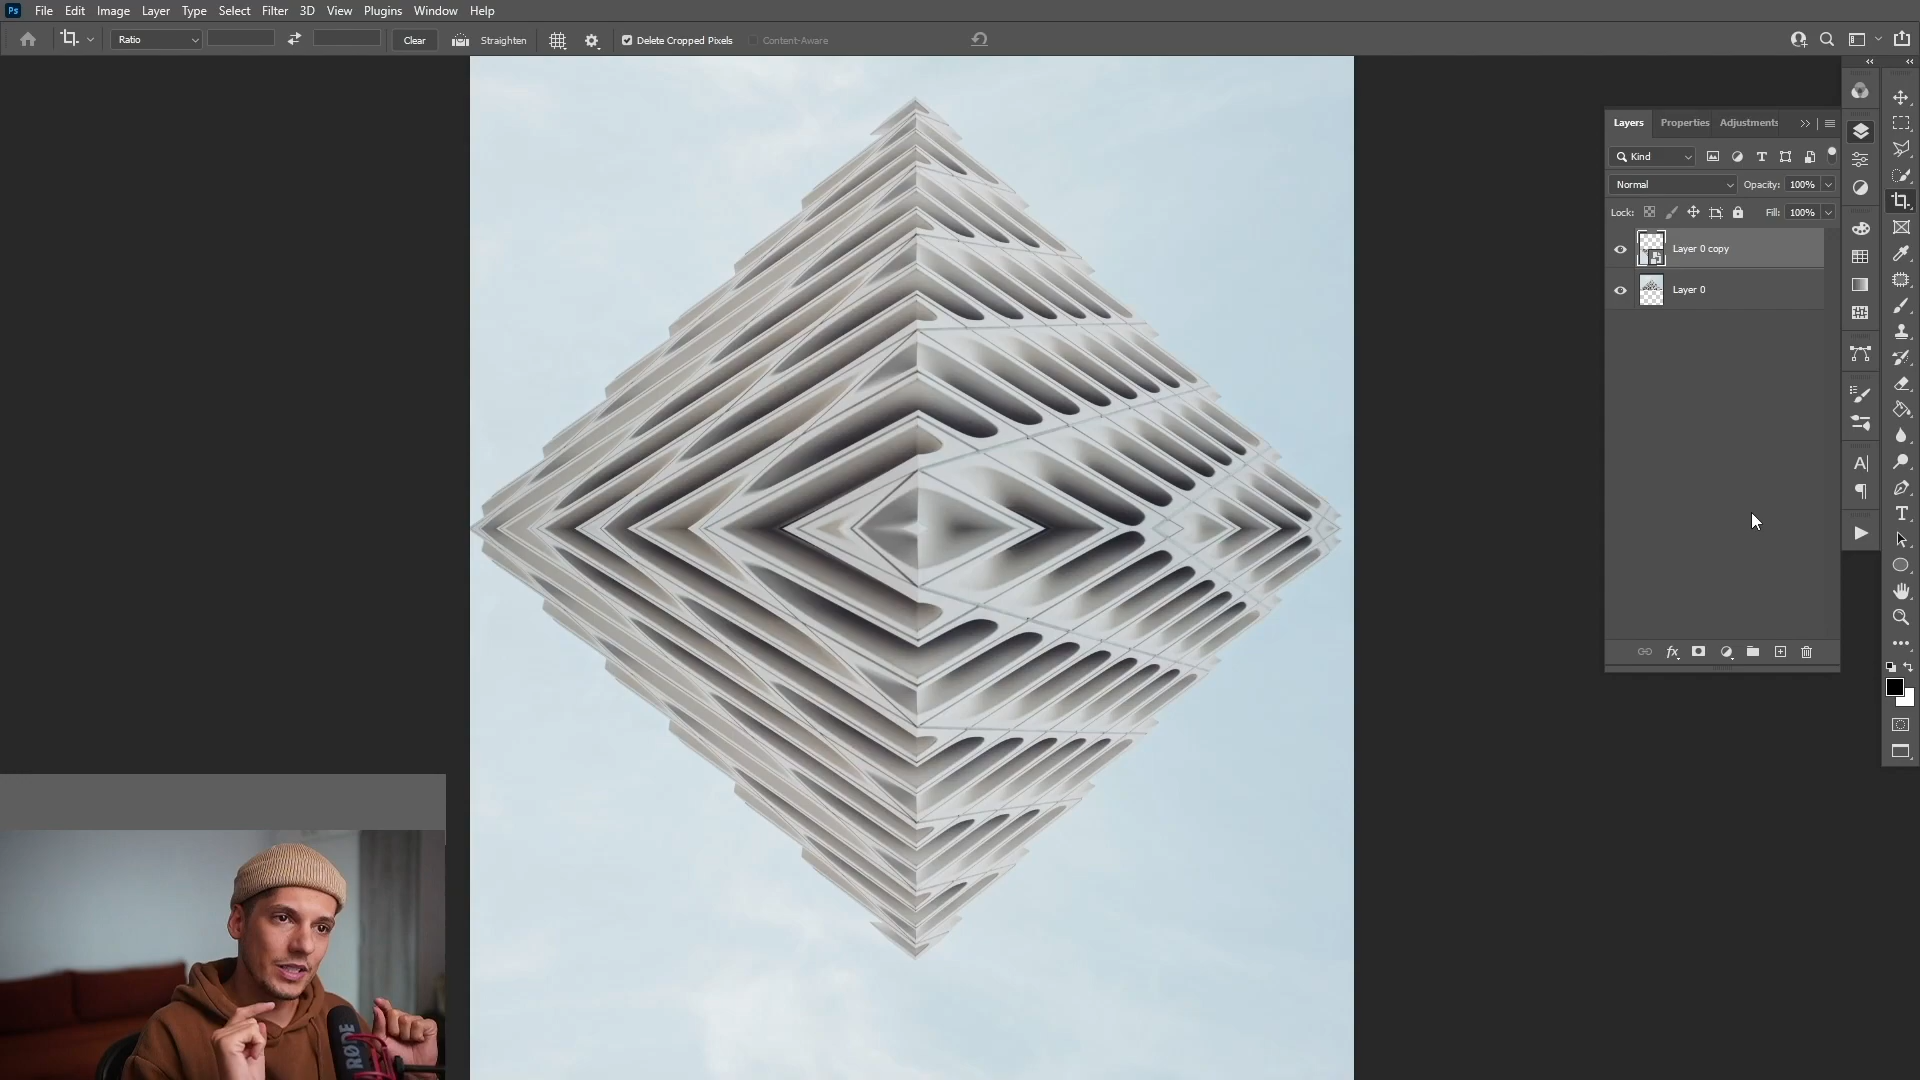 Ps File Edit Image Layer Type Select Filter 3D View Plugins Window Help
Ratio Clear Straighten Delete Cropped Pixels Content-Aware
Layers Properties Adjustments
Kind
Normal Opacity: 100%
Lock: Fill: 100%
Layer 0 copy
Layer 0
fx
RØDE